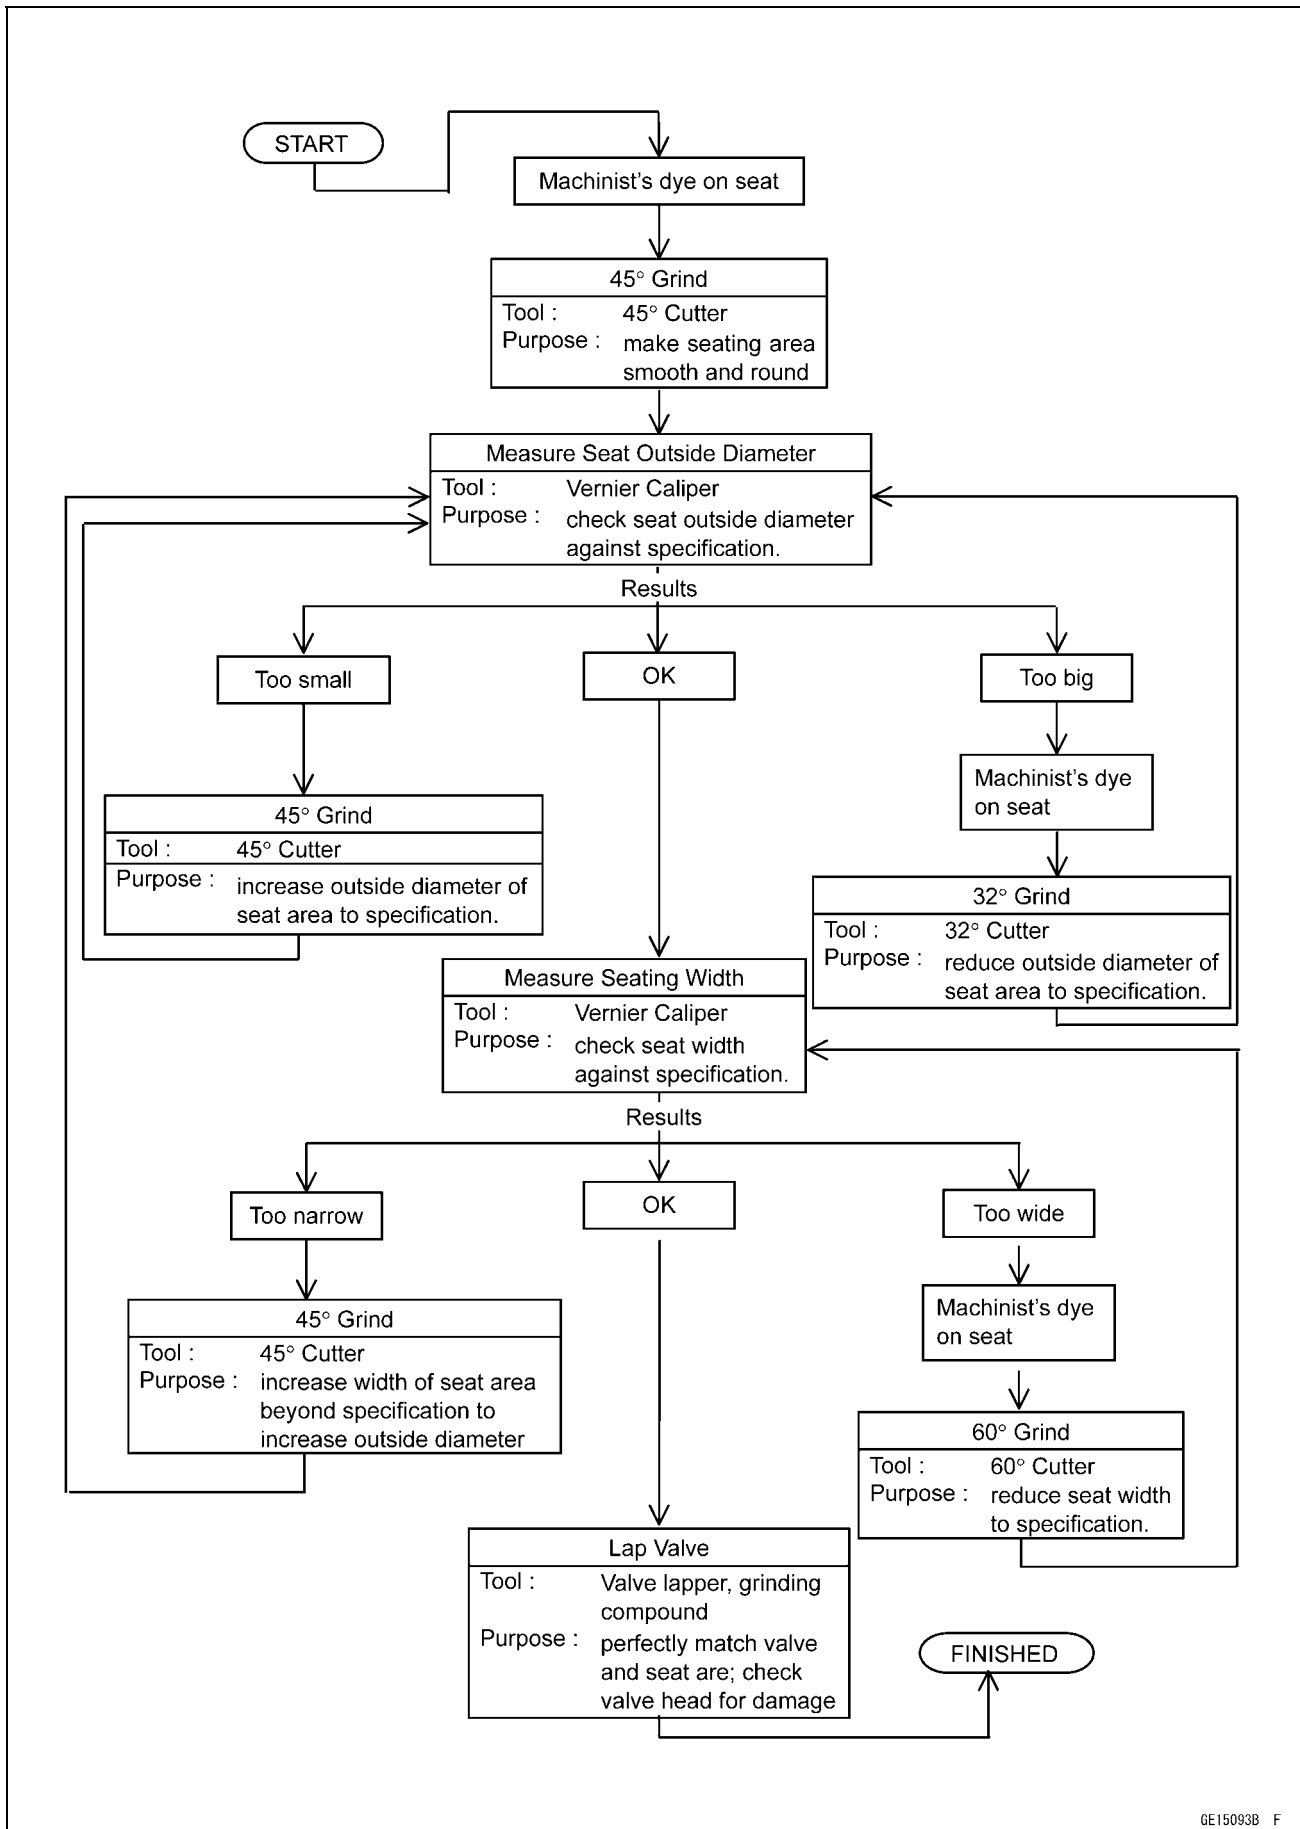 START
Machinist's dye on seat
45° Grind
Tool : 45° Cutter
Purpose : make seating area
smooth and round
Measure Seat Outside Diameter
Tool : Vernier Caliper
Purpose : check seat outside diameter
against specification.
Results
Too small
OK
Too big
Machinist's dye
on seat
45° Grind
Tool : 45° Cutter
Purpose : increase outside diameter of
seat area to specification.
32° Grind
Tool : 32° Cutter
Purpose : reduce outside diameter of
seat area to specification.
Measure Seating Width
Tool : Vernier Caliper
Purpose : check seat width
against specification.
Results
Too narrow
OK
Too wide
Machinist's dye
on seat
45° Grind
Tool : 45° Cutter
Purpose : increase width of seat area
beyond specification to
increase outside diameter
60° Grind
Tool : 60° Cutter
Purpose : reduce seat width
to specification.
Lap Valve
Tool : Valve lapper, grinding
compound
Purpose : perfectly match valve
and seat are; check
valve head for damage
FINISHED
GE15093B F